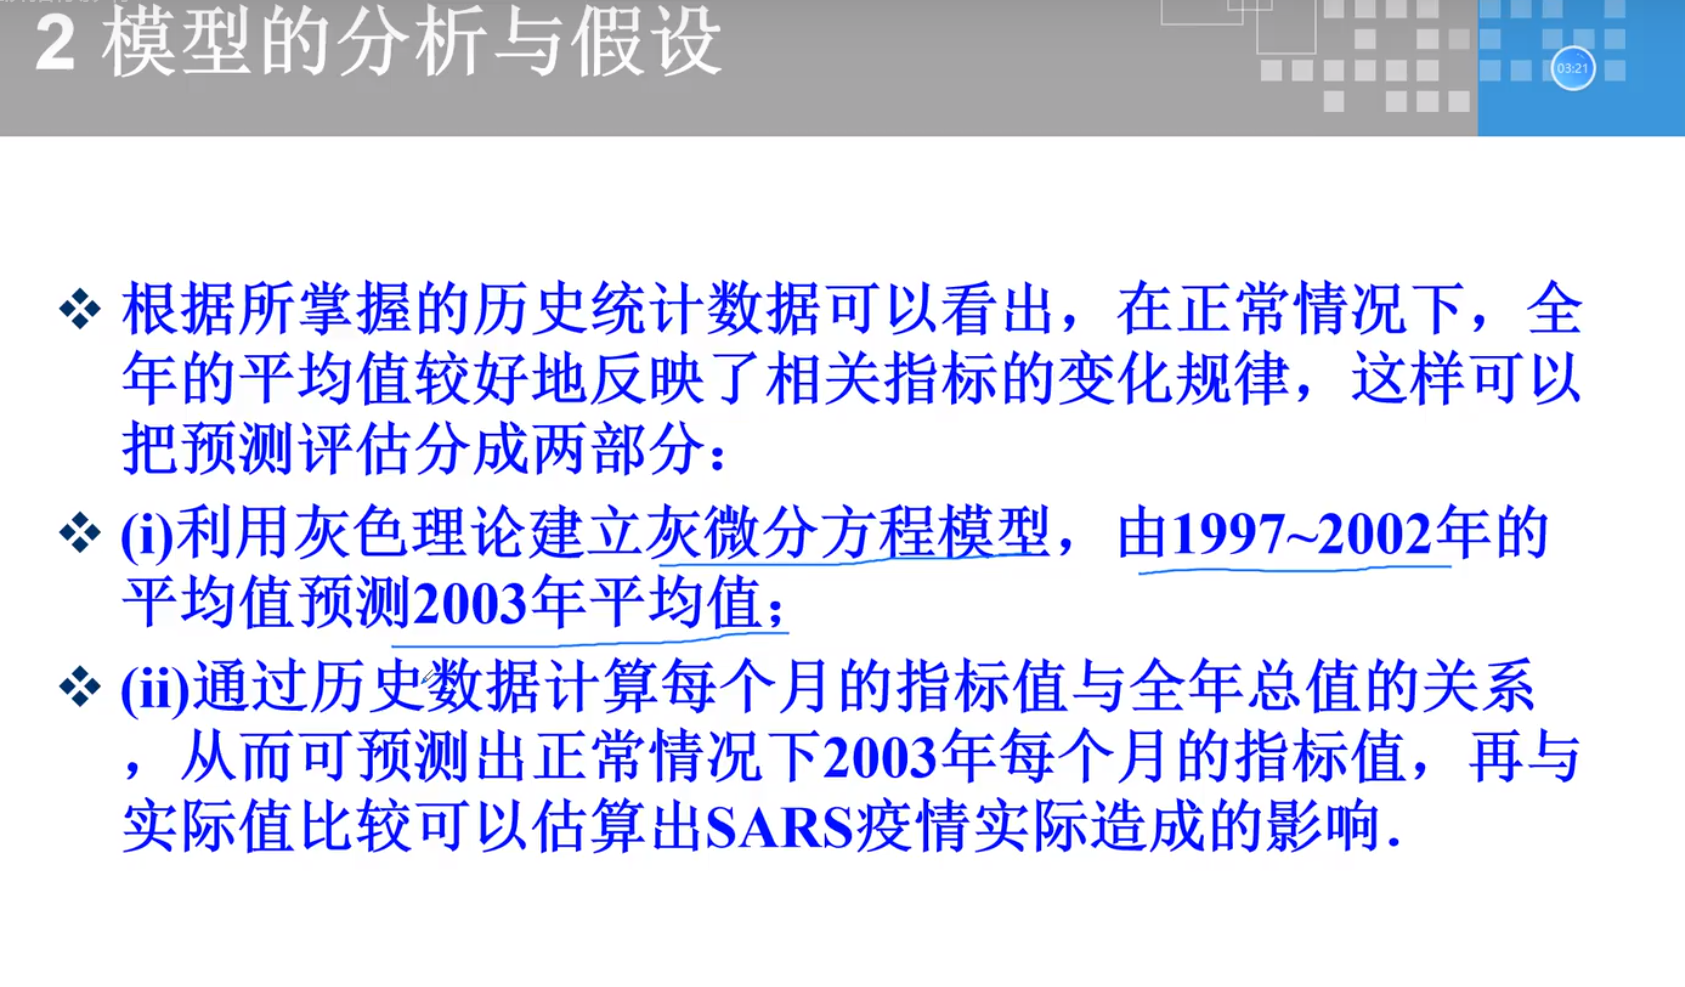 2 模型的分析与假设
03:21
❖ 根据所掌握的历史统计数据可以看出，在正常情况下，全
年的平均值较好地反映了相关指标的变化规律，这样可以
把预测评估分成两部分：
❖ (i)利用灰色理论建立灰微分方程模型，由1997~2002年的
平均值预测2003年平均值；
❖ (ii)通过历史数据计算每个月的指标值与全年总值的关系
，从而可预测出正常情况下2003年每个月的指标值，再与
实际值比较可以估算出SARS疫情实际造成的影响．